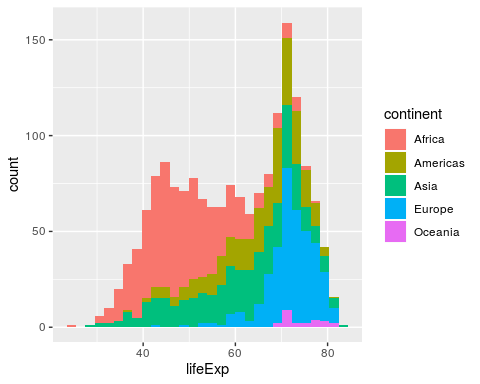 150
100
50
0
count
40 60 80
lifeExp
continent
Africa
Americas
Asia
Europe
Oceania